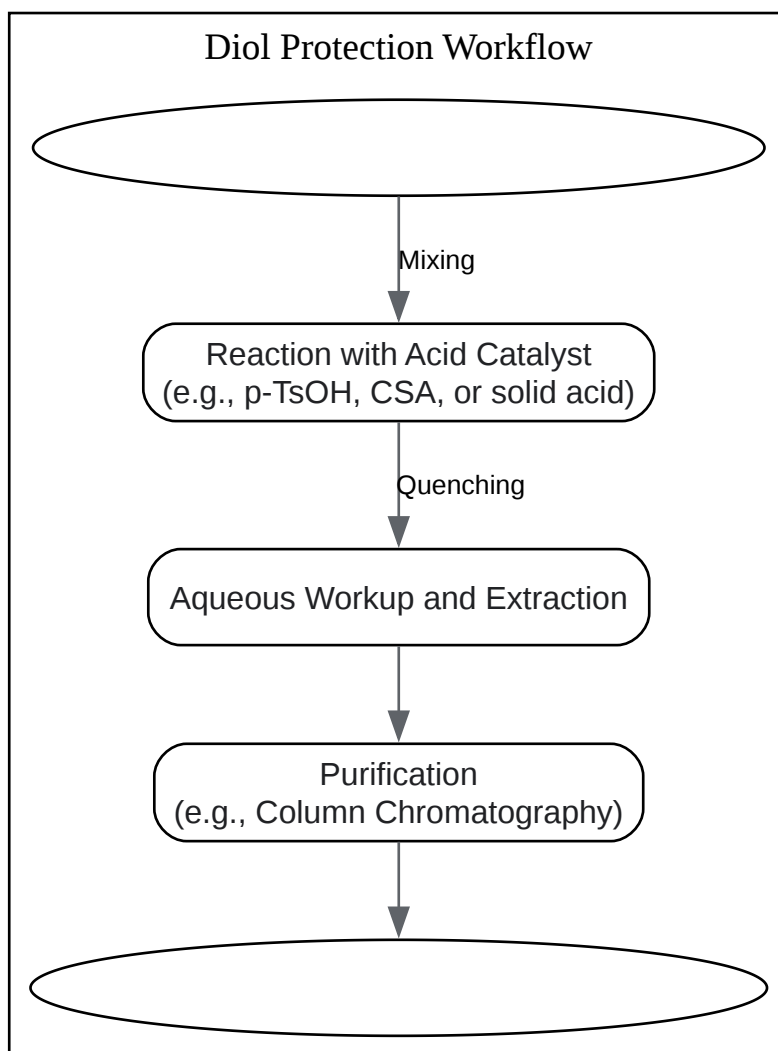 Diol Protection Workflow
Mixing
Reaction with Acid Catalyst
(e.g., p-TsOH, CSA, or solid acid)
Quenching
Aqueous Workup and Extraction
Purification
(e.g., Column Chromatography)